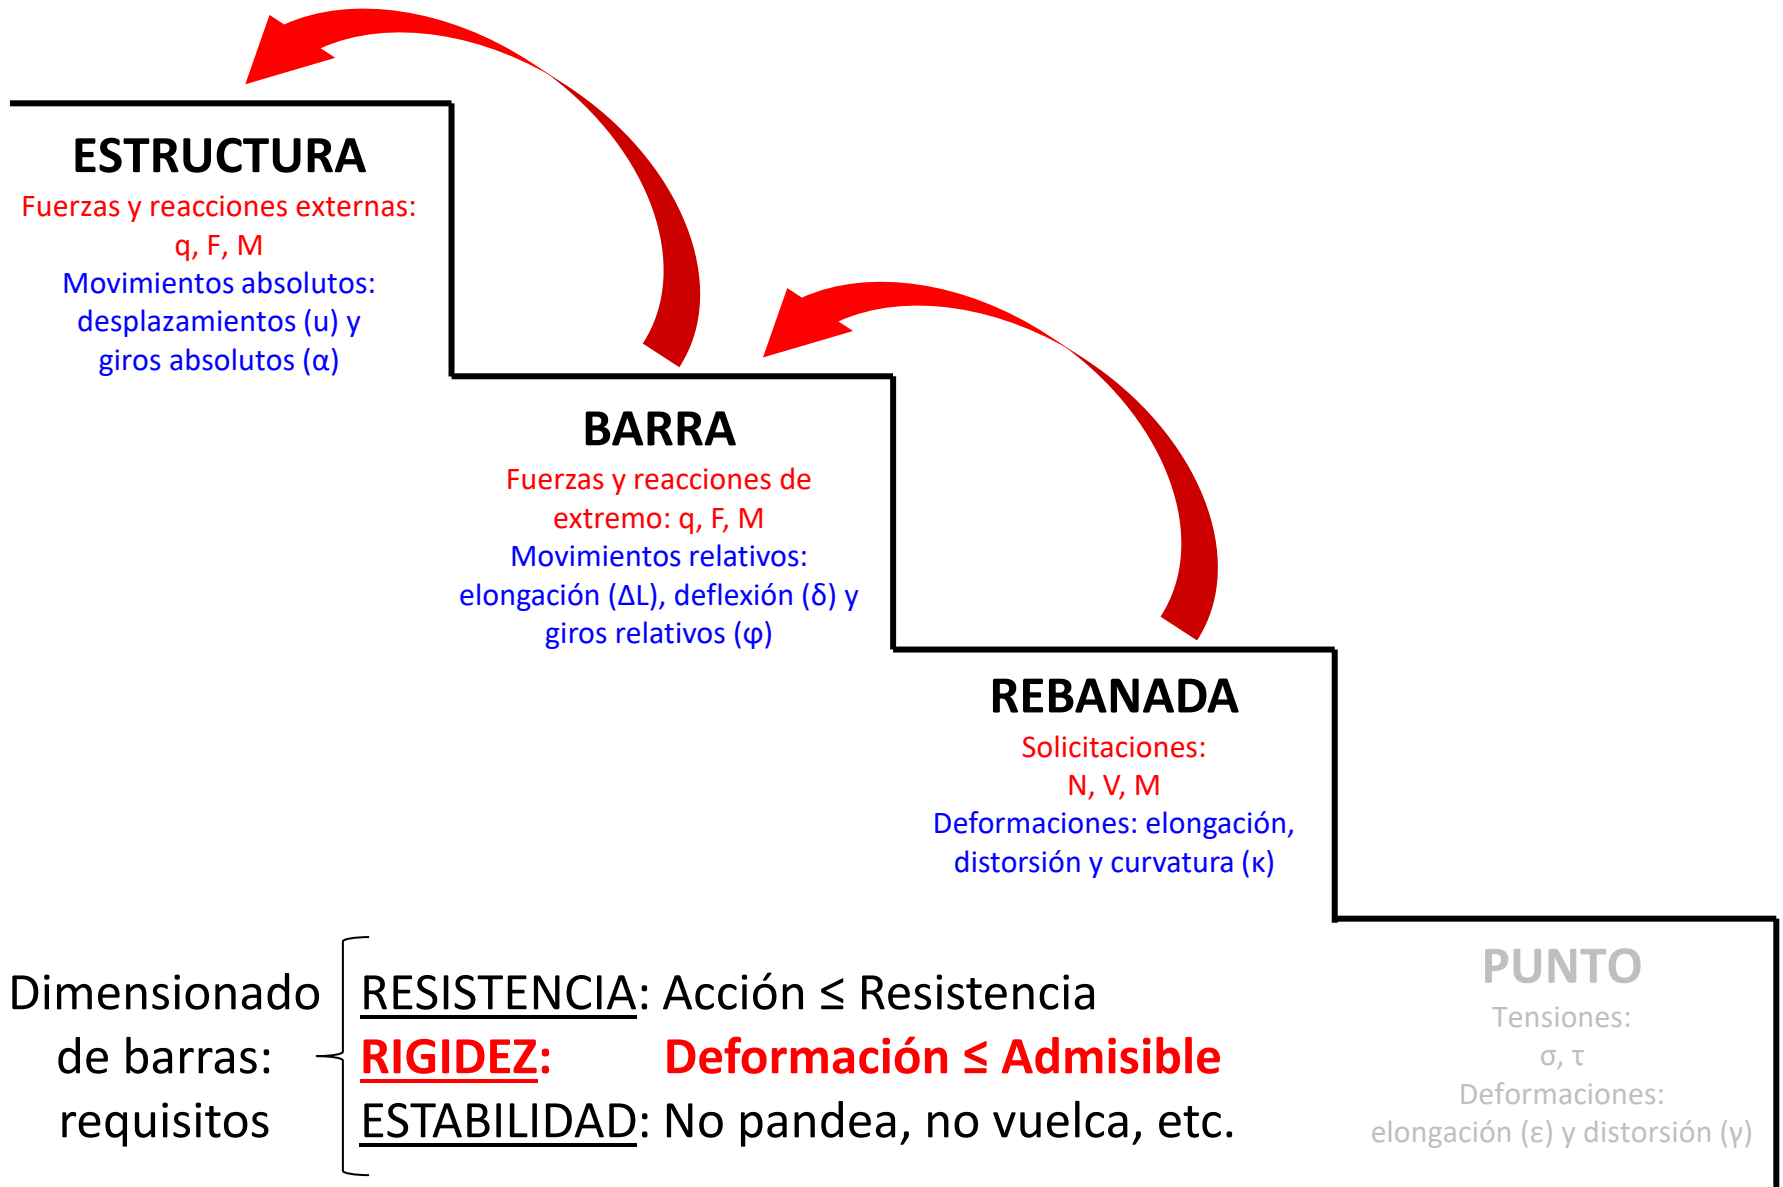 ESTRUCTURA
Fuerzas y reacciones externas:
q, F, M
Movimientos absolutos:
desplazamientos (u) y
giros absolutos (α)
BARRA
Fuerzas y reacciones de
extremo: q, F, M
Movimientos relativos:
elongación (ΔL), deflexión (δ) y
giros relativos (φ)
REBANADA
Solicitaciones:
N, V, M
Deformaciones: elongación,
distorsión y curvatura (κ)
PUNTO
Tensiones:
σ, τ
Deformaciones:
elongación (ε) y distorsión (γ)
Dimensionado
de barras:
requisitos
RESISTENCIA: Acción ≤ Resistencia
RIGIDEZ: Deformación ≤ Admisible
ESTABILIDAD: No pandea, no vuelca, etc.